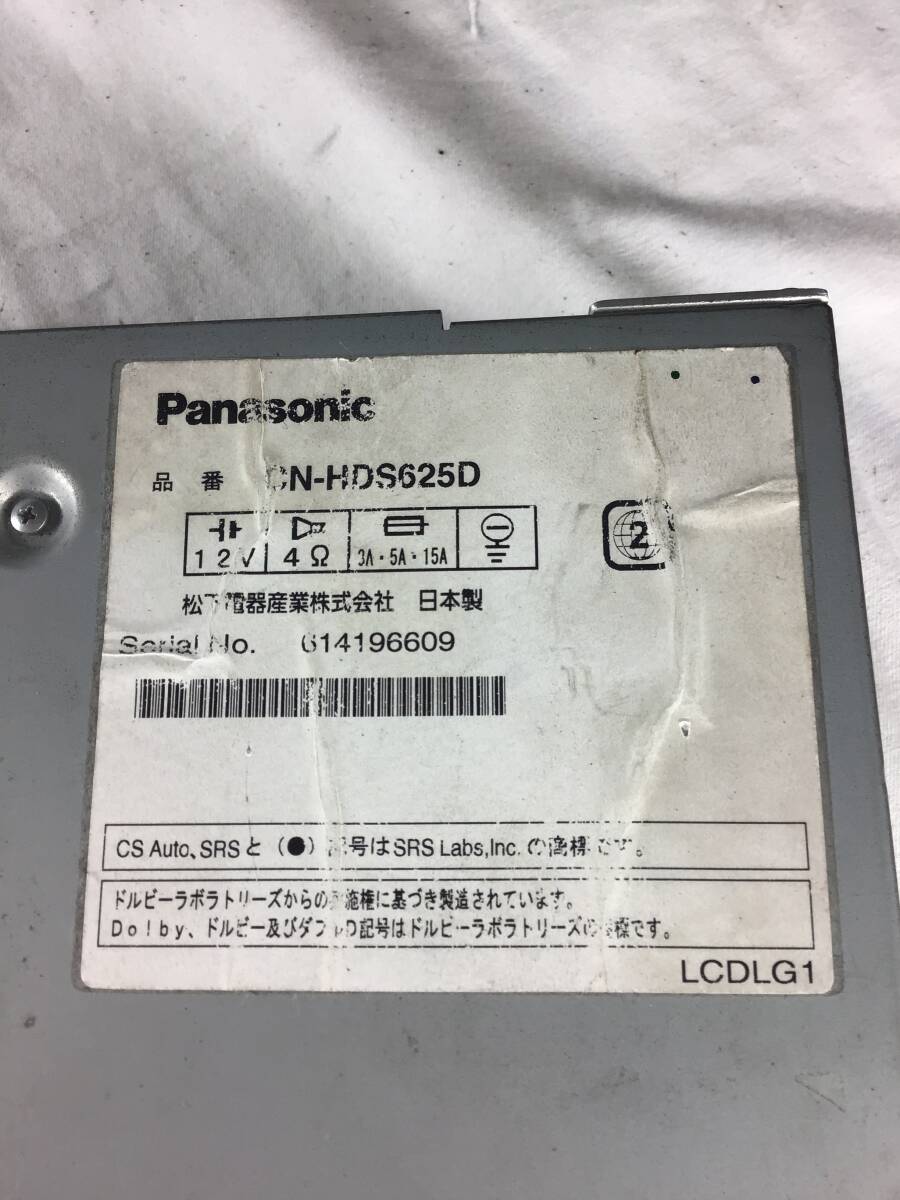 Panasonic
品 番 CN-HDS625D
12V 4Ω 3A・5A・15A
2
松下電器産業株式会社 日本製
Serial No. 614196609
CS Auto、SRSと(●)記号はSRS Labs,Inc.の商標です。
ドルビーラボラトリーズからの実施権に基づき製造されています。
Dolby、ドルビー及びダブルD記号はドルビーラボラトリーズの商標です。
LCDLG1